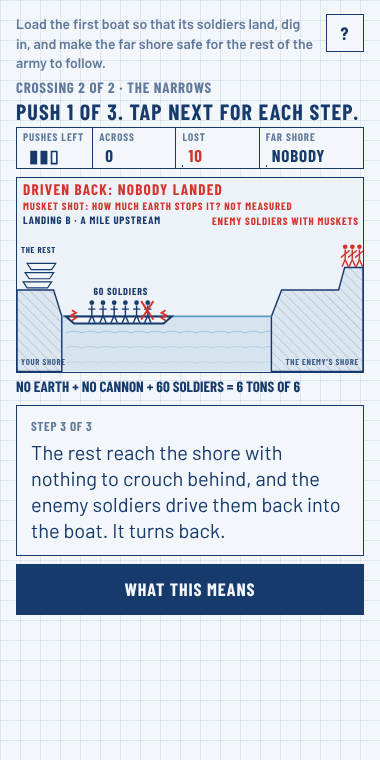 Load the first boat so that its soldiers land, dig
in, and make the far shore safe for the rest of the
army to follow.
?
CROSSING 2 OF 2 · THE NARROWS
PUSH 1 OF 3. TAP NEXT FOR EACH STEP.
PUSHES LEFT
ACROSS
0
LOST
10
FAR SHORE
NOBODY
DRIVEN BACK: NOBODY LANDED
MUSKET SHOT: HOW MUCH EARTH STOPS IT? NOT MEASURED
LANDING B · A MILE UPSTREAM
ENEMY SOLDIERS WITH MUSKETS
THE REST
60 SOLDIERS
YOUR SHORE
THE ENEMY'S SHORE
NO EARTH + NO CANNON + 60 SOLDIERS = 6 TONS OF 6
STEP 3 OF 3
The rest reach the shore with
nothing to crouch behind, and the
enemy soldiers drive them back into
the boat. It turns back.
WHAT THIS MEANS